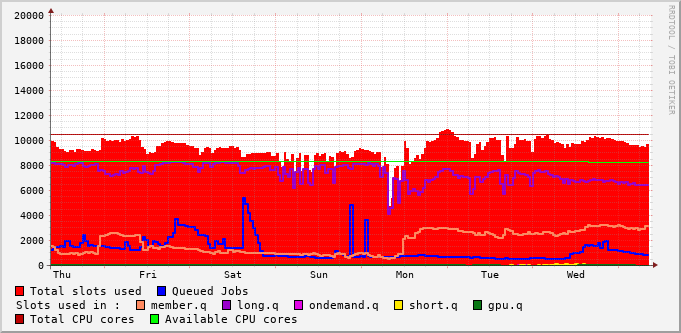 20000
18000
16000
14000
12000
10000
8000
6000
4000
2000
0
Thu Fri Sat Sun Mon Tue Wed
RRDTOOL / TOBI OETIKER
Total slots used Queued Jobs
Slots used in : member.q long.q ondemand.q short.q gpu.q
Total CPU cores Available CPU cores